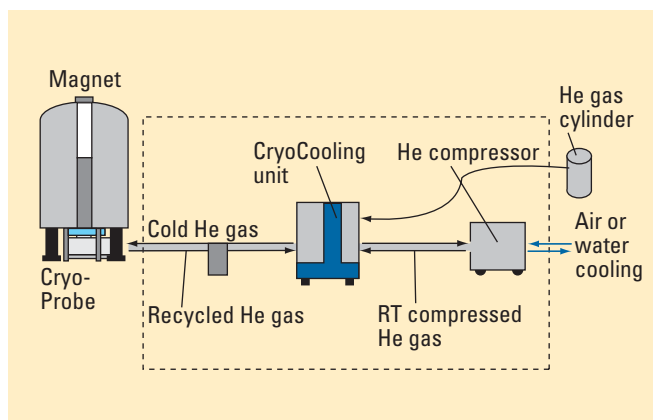 Magnet
He gas
cylinder
CryoCooling
unit
He compressor
Cold He gas
Air or
water
cooling
Cryo-
Probe
Recycled He gas
RT compressed
He gas